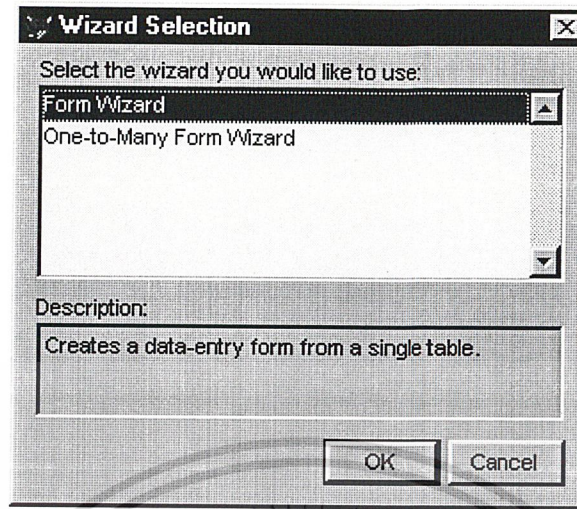 Wizard Selection
Select the wizard you would like to use:
Form Wizard
One-to-Many Form Wizard
Description:
Creates a data-entry form from a single table.
OK Cancel